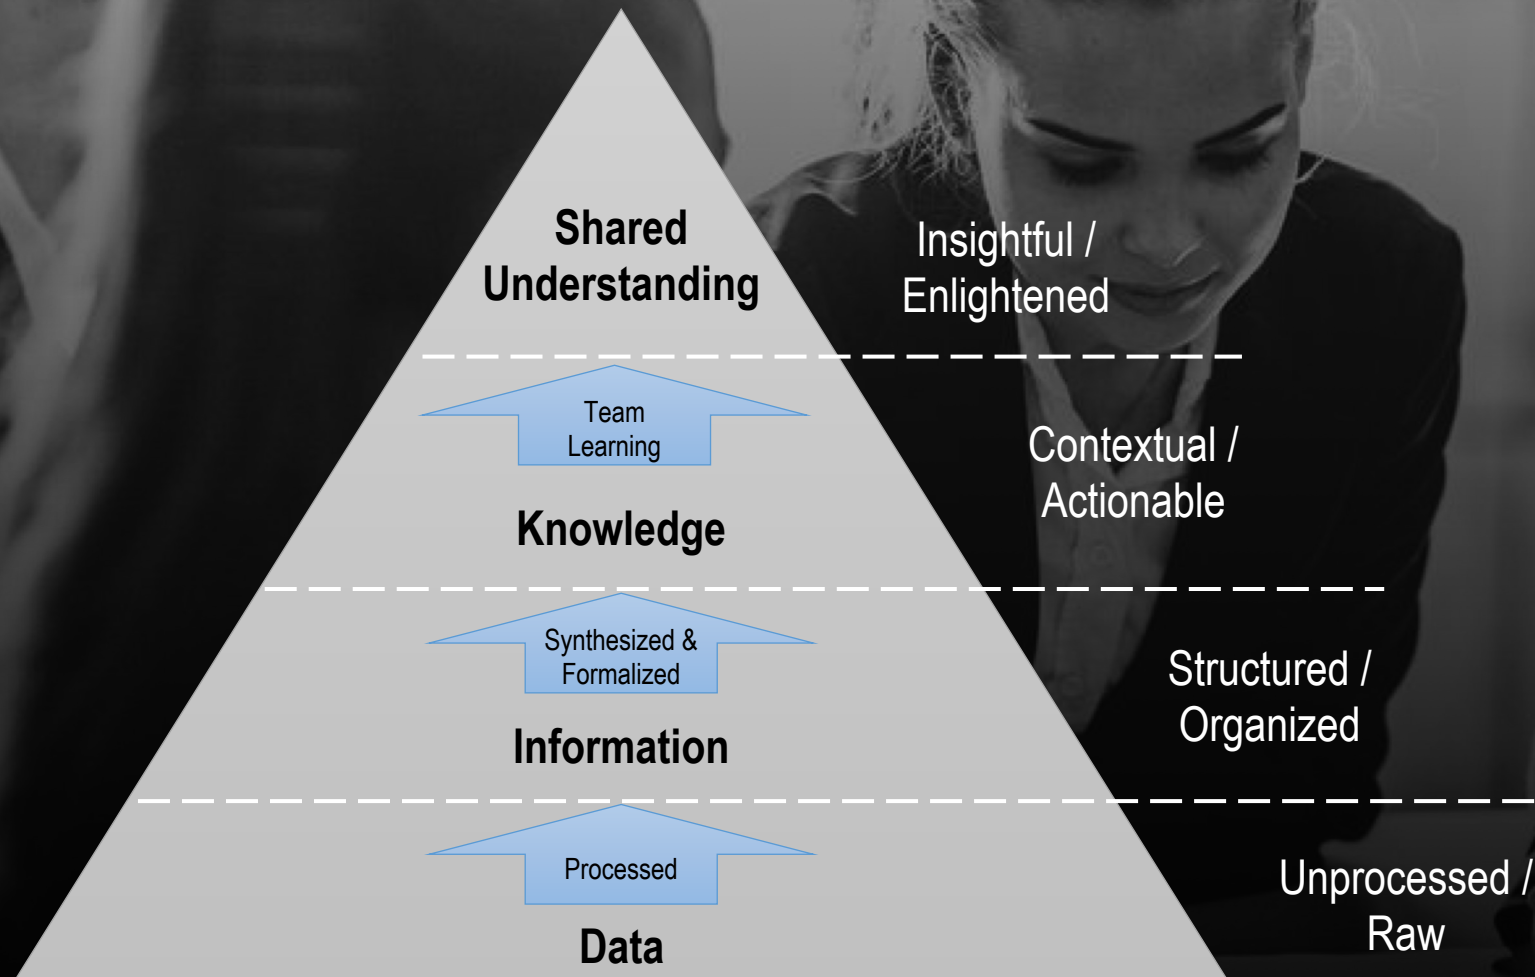 Shared
Understanding
Insightful /
Enlightened
Team
Learning
Contextual /
Actionable
Knowledge
Synthesized &
Formalized
Structured /
Organized
Information
Processed
Unprocessed /
Raw
Data